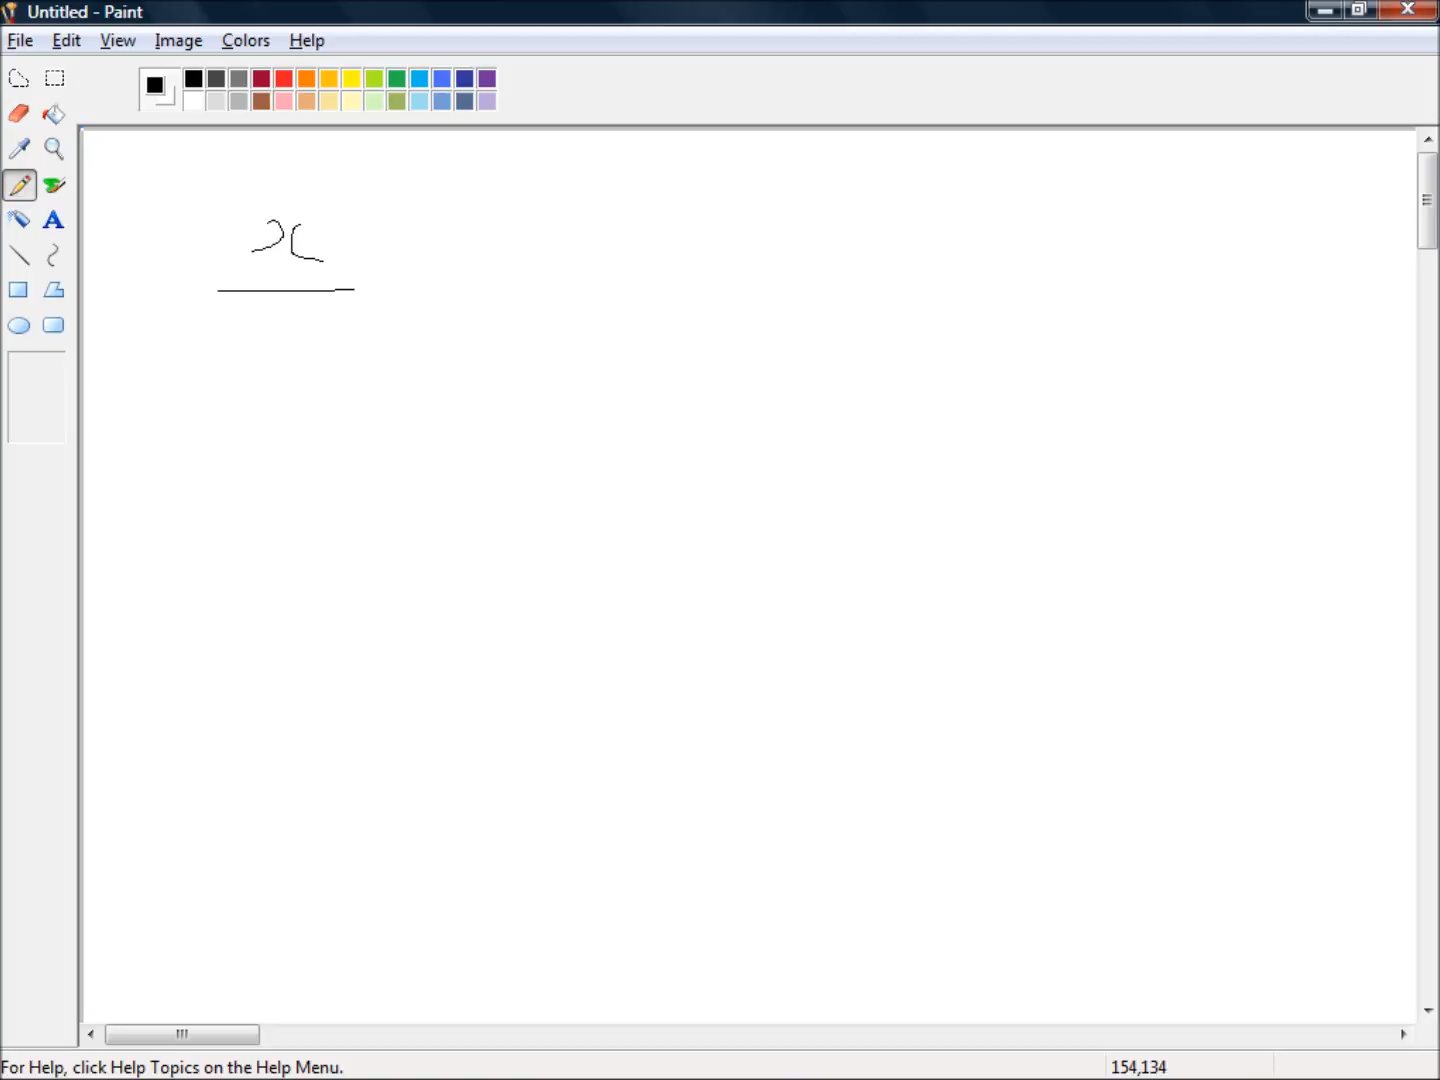 Untitled - Paint
File Edit View Image Colors Help
A
x
For Help, click Help Topics on the Help Menu.
154,134